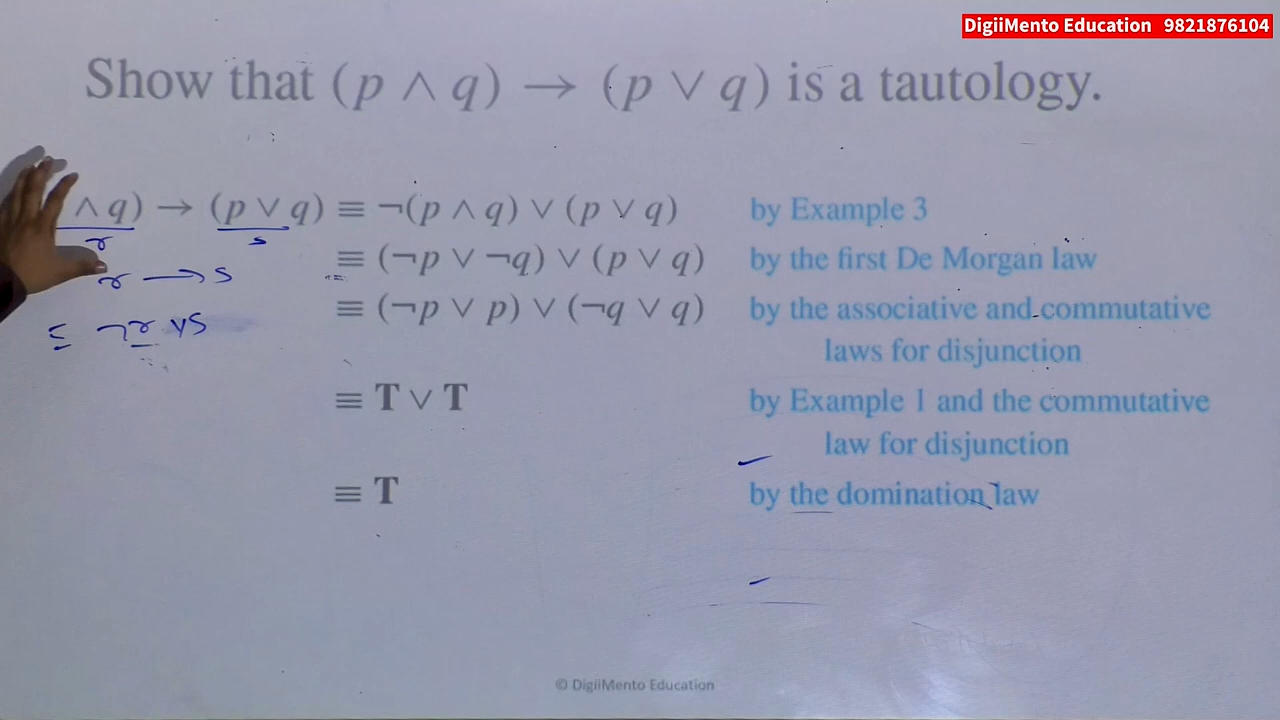 DigiiMento Education 9821876104
Show that (p ∧ q) → (p ∨ q) is a tautology.
∧ q) → (p ∨ q) ≡ ¬(p ∧ q) ∨ (p ∨ q) by Example 3
r s
≡ (¬p ∨ ¬q) ∨ (p ∨ q) by the first De Morgan law
r → s
≡ (¬p ∨ p) ∨ (¬q ∨ q) by the associative and commutative
≡ ¬r ∨ s
laws for disjunction
≡ T ∨ T by Example 1 and the commutative
law for disjunction
≡ T by the domination law
© DigiiMento Education